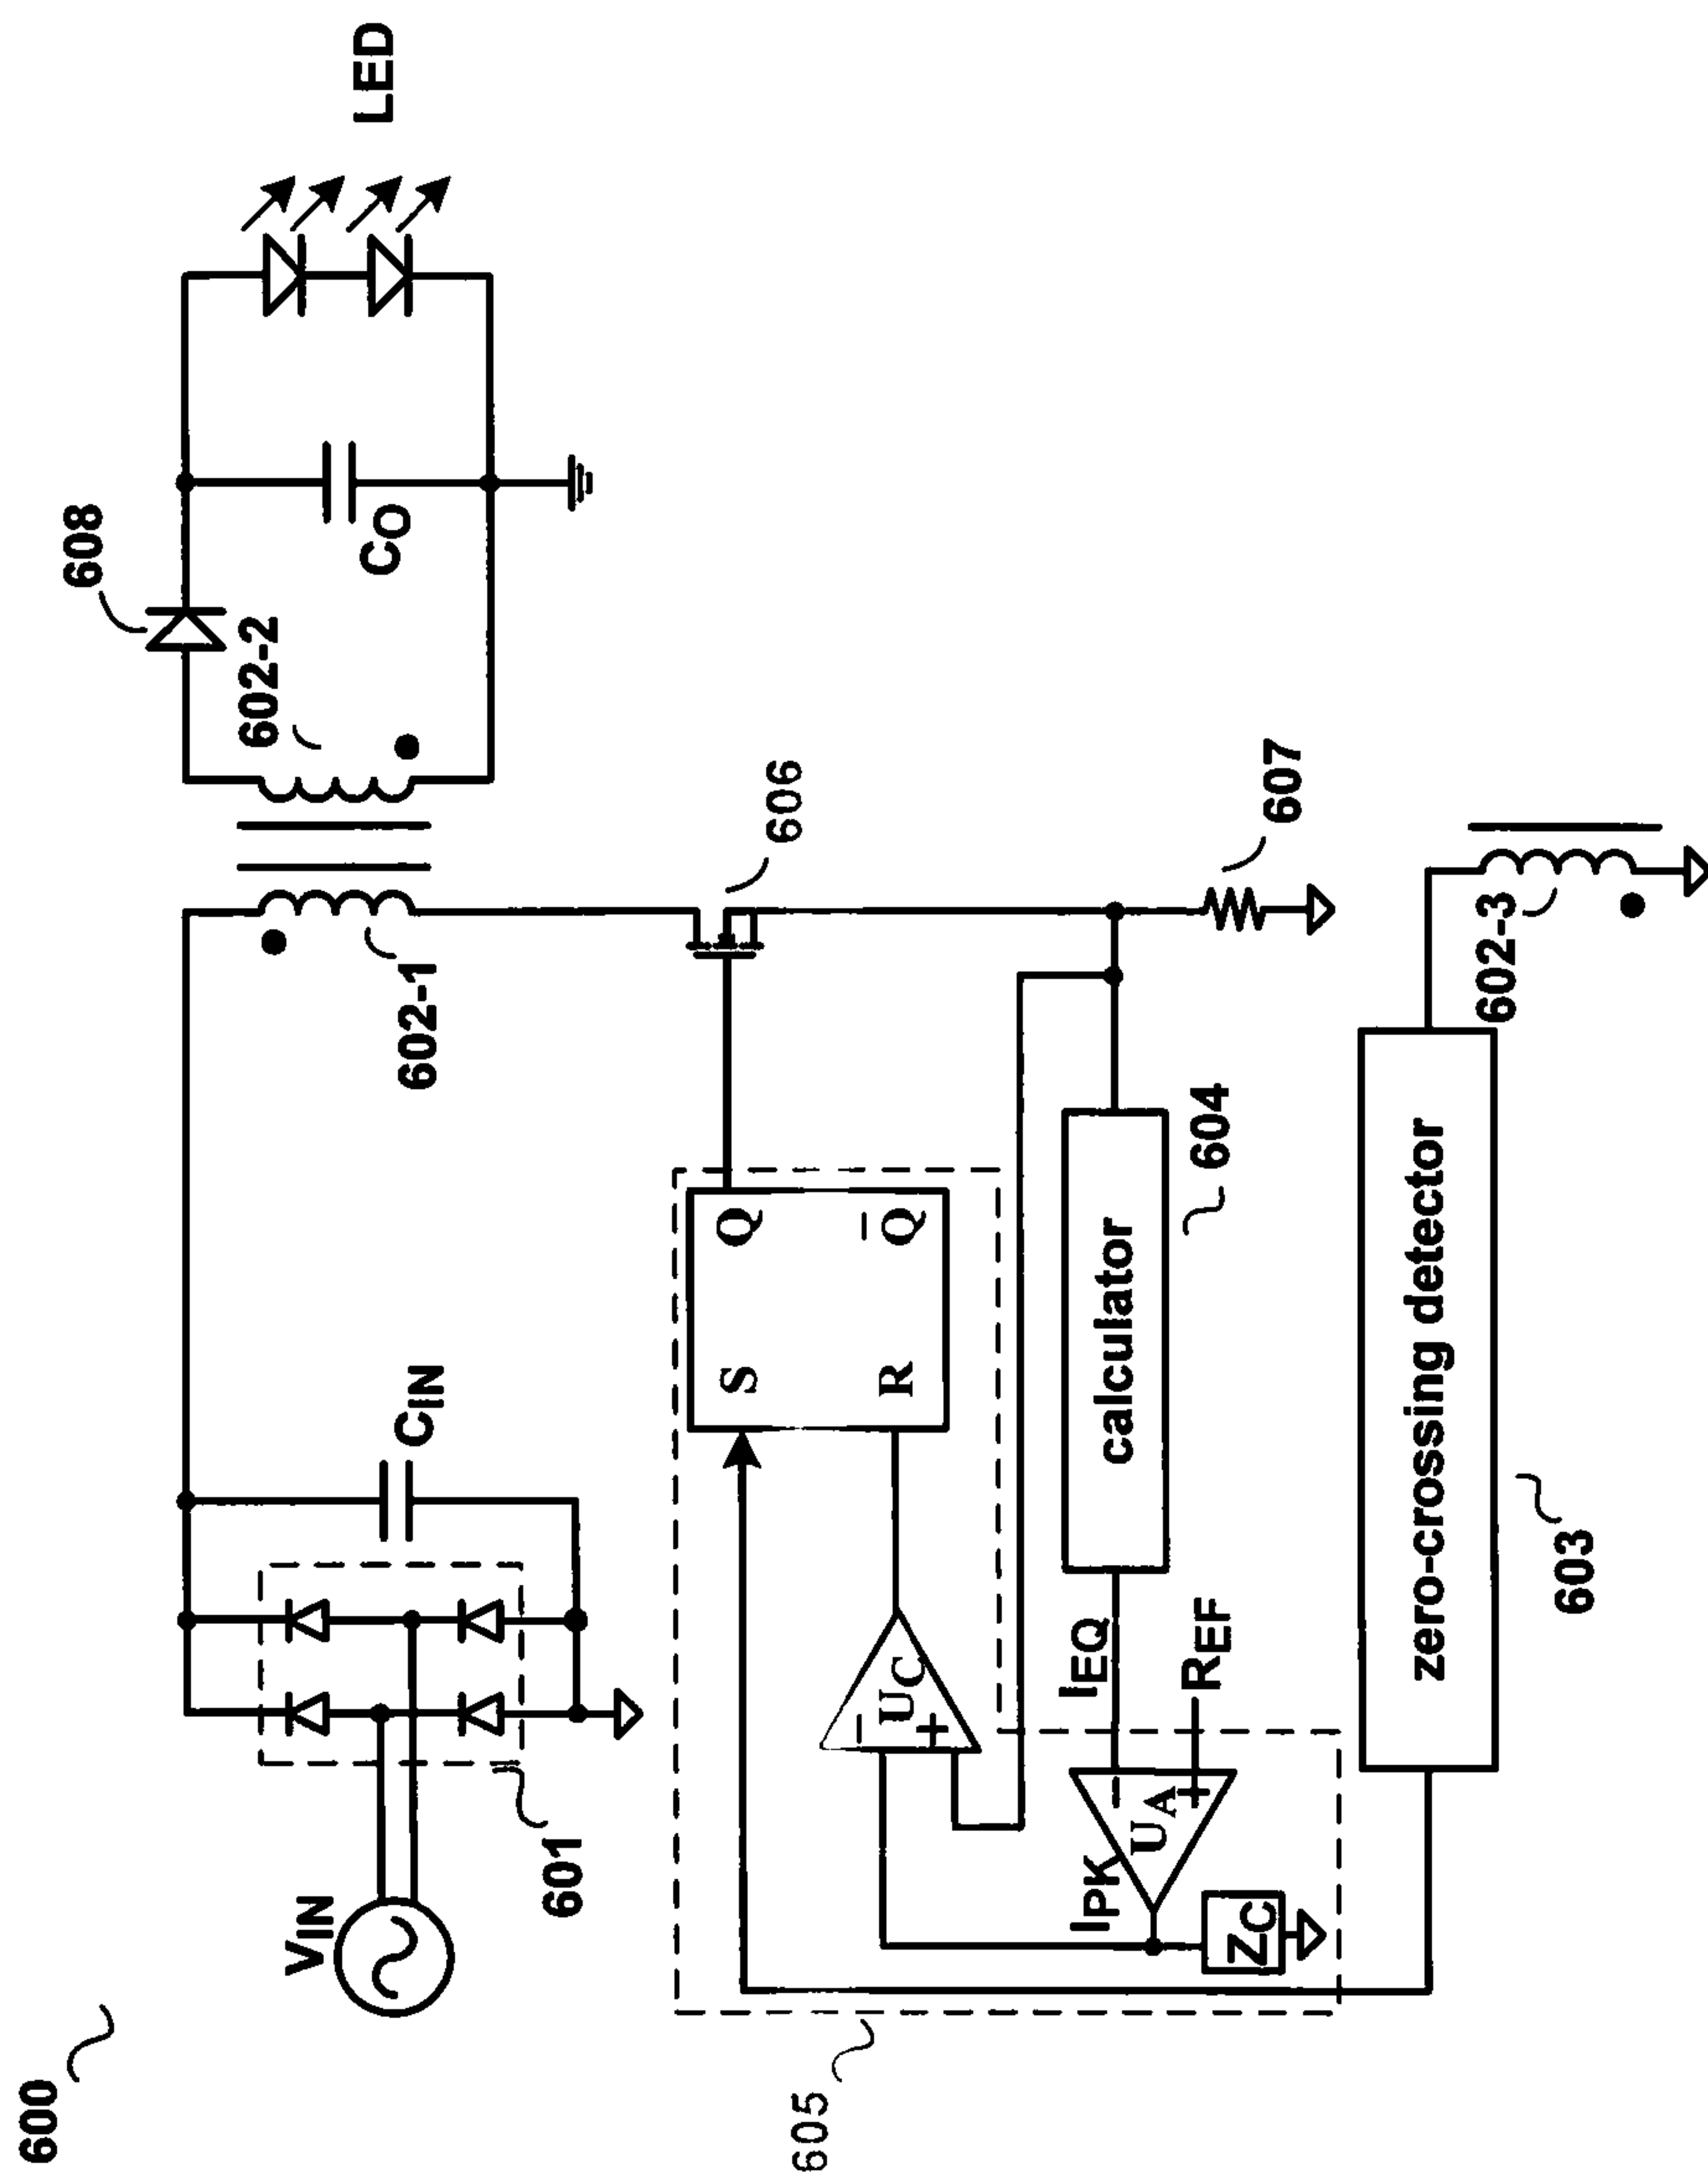 600
VIN
601
CIN
602-1
602-2
608
CO
LED
605
606
S
Q
R
Q
UC
−
+
IPK
UA
−
+
IEQ
REF
ZC
calculator
604
607
zero-crossing detector
603
602-3